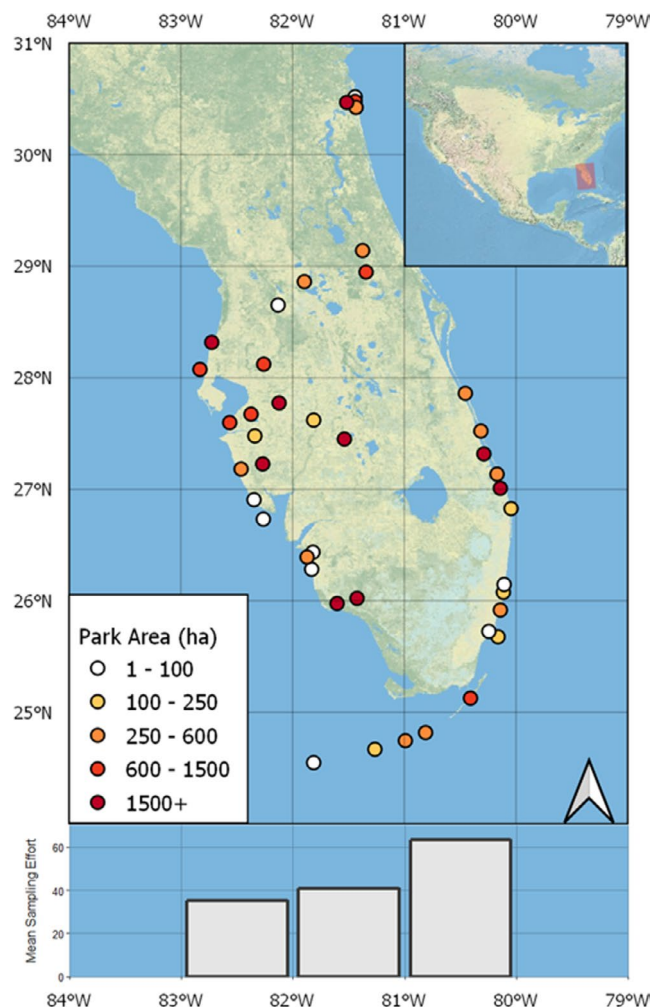 84°W 83°W 82°W 81°W 80°W 79°W
31°N
30°N
29°N
28°N
27°N
26°N
25°N
Park Area (ha)
1 - 100
100 - 250
250 - 600
600 - 1500
1500+
Mean Sampling Effort
60
40
20
0
84°W 83°W 82°W 81°W 80°W 79°W